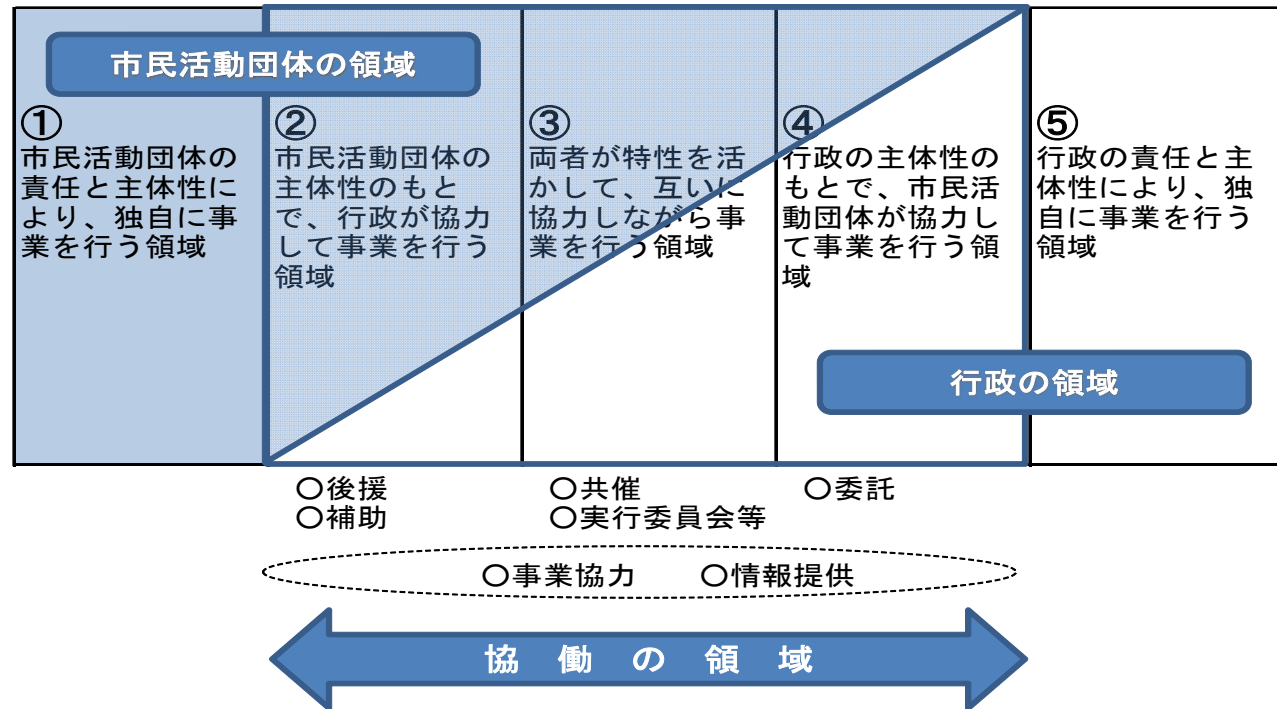 市民活動団体の領域
①
市民活動団体の
責任と主体性に
より、独自に事
業を行う領域
②
市民活動団体の
主体性のもと
で、行政が協力
して事業を行う
領域
③
両者が特性を活
かして、互いに
協力しながら事
業を行う領域
④
行政の主体性の
もとで、市民活
動団体が協力し
て事業を行う領
域
⑤
行政の責任と主
体性により、独
自に事業を行う
領域
行政の領域
○後援
○補助
○共催
○実行委員会等
○委託
○事業協力 ○情報提供
協働の領域